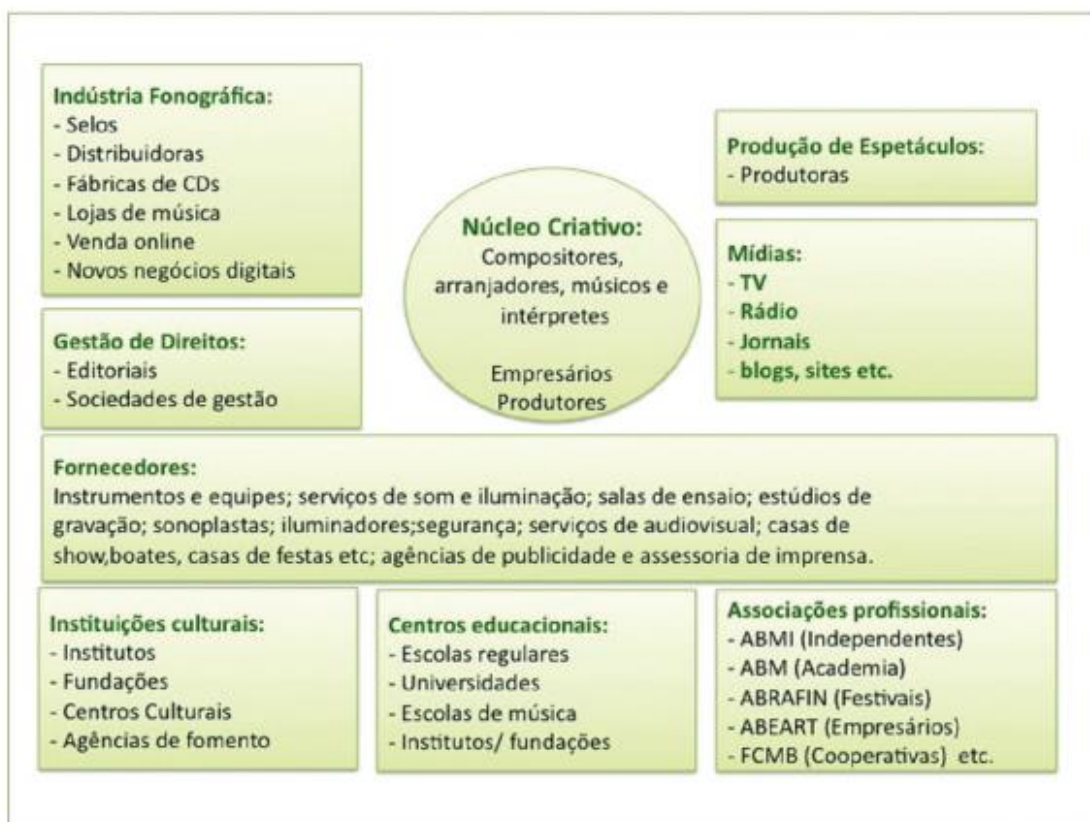 Indústria Fonográfica:
- Selos
- Distribuidoras
- Fábricas de CDs
- Lojas de música
- Venda online
- Novos negócios digitais
Gestão de Direitos:
- Editoriais
- Sociedades de gestão
Núcleo Criativo:
Compositores,
arranjadores, músicos e
intérpretes
Empresários
Produtores
Produção de Espetáculos:
- Produtoras
Mídias:
- TV
- Rádio
- Jornais
- blogs, sites etc.
Fornecedores:
Instrumentos e equipes; serviços de som e iluminação; salas de ensaio; estúdios de
gravação; sonoplastas; iluminadores;segurança; serviços de audiovisual; casas de
show,boates, casas de festas etc; agências de publicidade e assessoria de imprensa.
Instituições culturais:
- Institutos
- Fundações
- Centros Culturais
- Agências de fomento
Centros educacionais:
- Escolas regulares
- Universidades
- Escolas de música
- Institutos/ fundações
Associações profissionais:
- ABMI (Independentes)
- ABM (Academia)
- ABRAFIN (Festivais)
- ABEART (Empresários)
- FCMB (Cooperativas) etc.